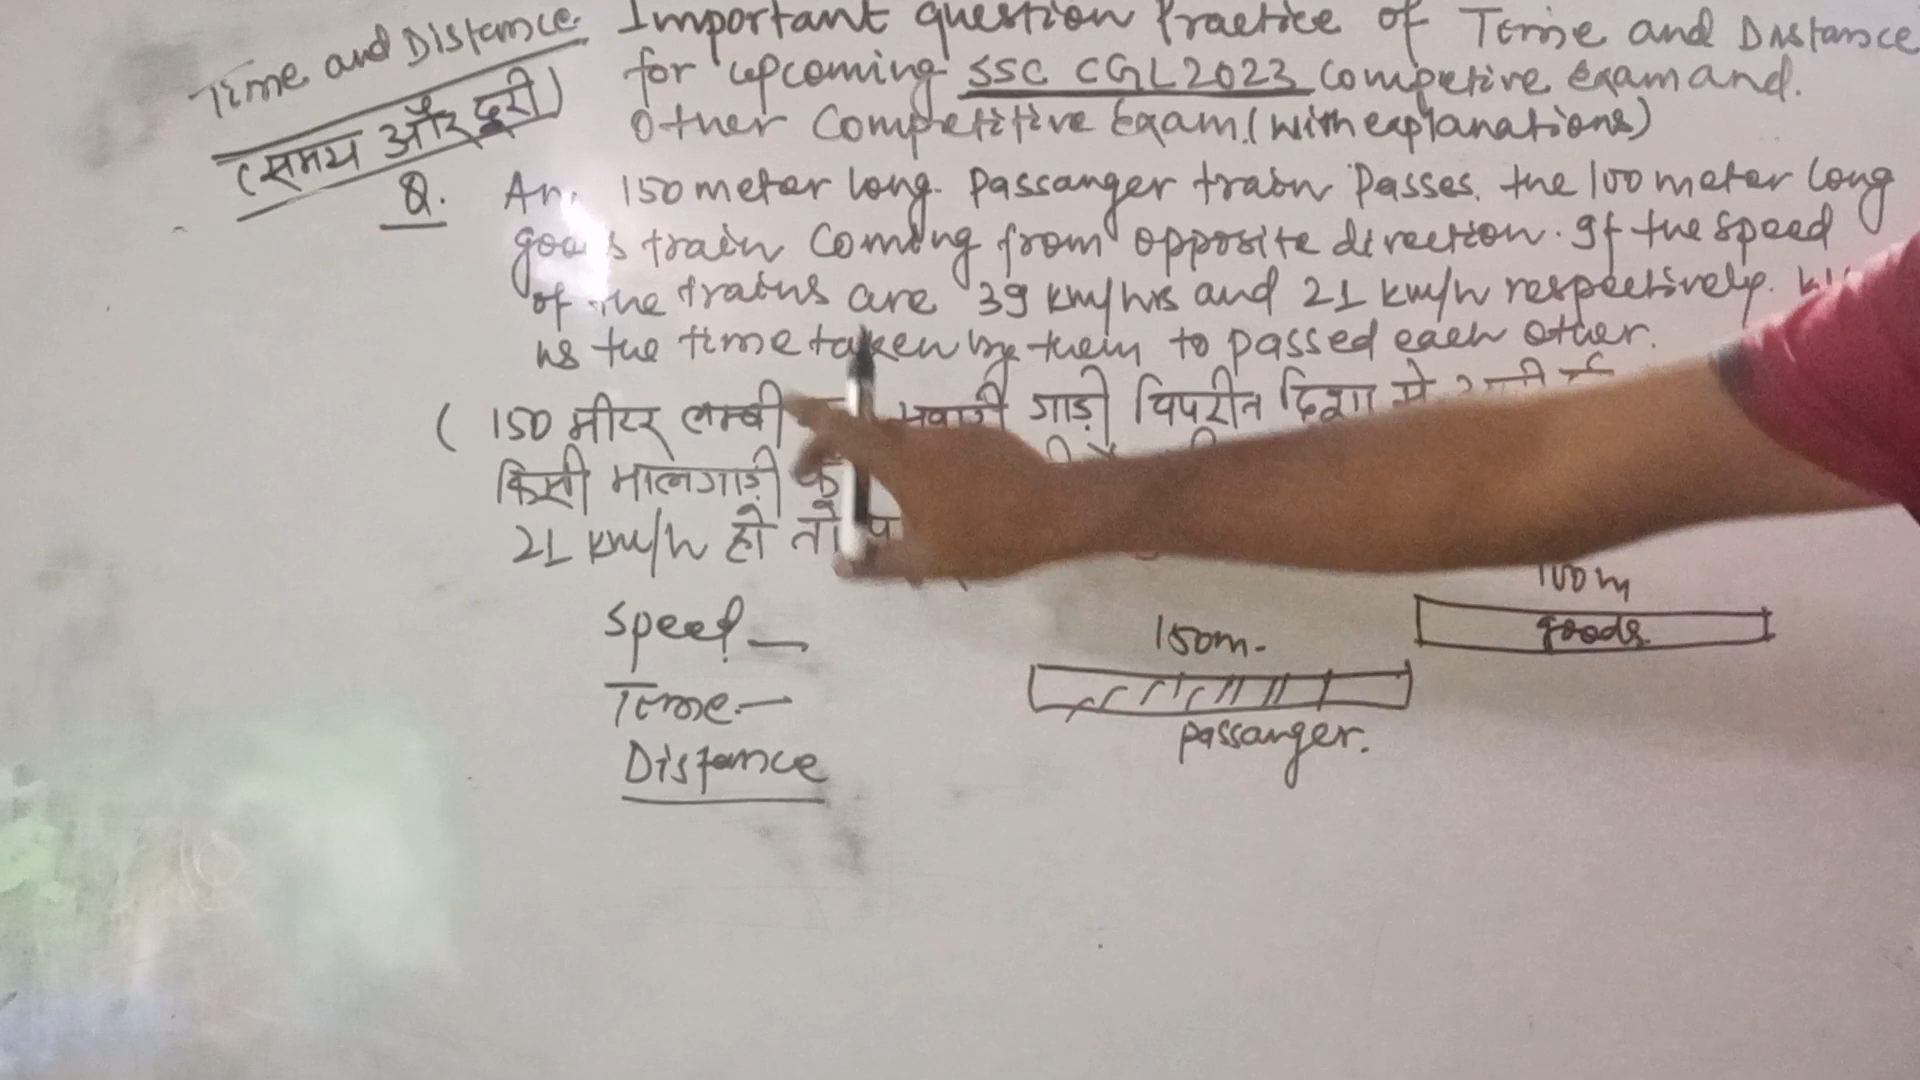 Time and Distance.
(समय और दूरी)
Important question Practice of Time and Distance
for upcoming SSC CGL2023 Competive Exam and.
Other Competitive Exam. (with explanations)
Q. An 150 meter long. Passanger train Passes. the 100 meter long
goods train Coming from opposite direction. If the speed
of the trains are 39 km/hrs and 21 km/h respectively.
is the time taken by them to passed each other.
( 150 मीटर लम्बी सवारी गाड़ी विपरीत दिशा से
किसी मालगाड़ी
21 km/h हो तो
100m
Speed —
150m-
goods.
Time. —
passanger.
Distance